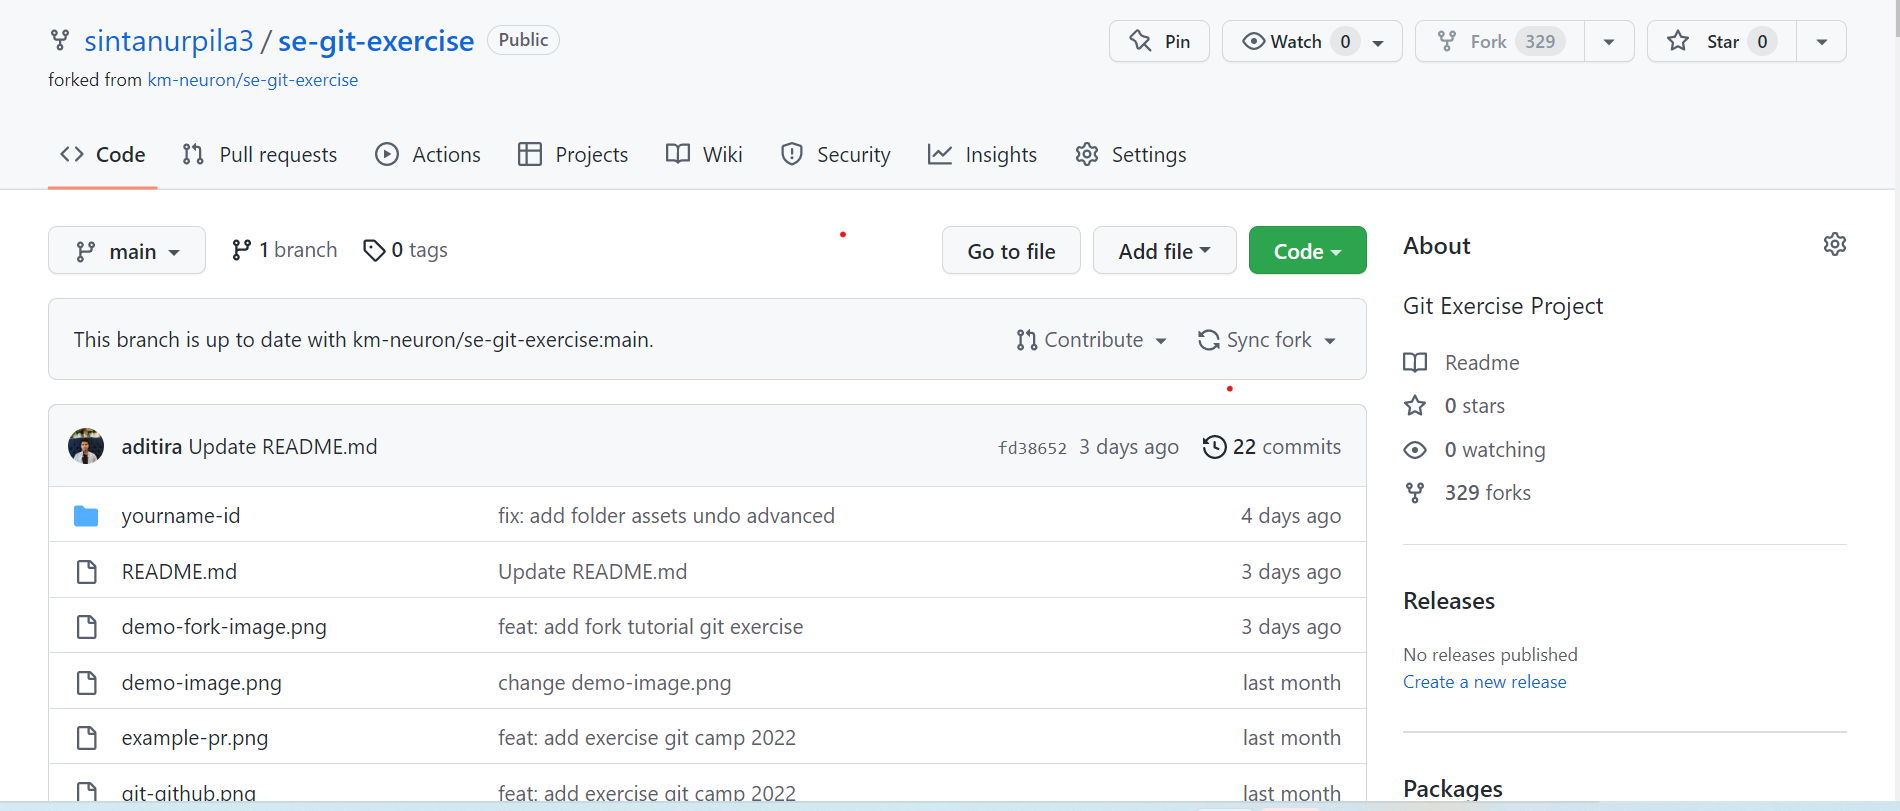 sintanurpila3 / se-git-exercise Public Pin Watch 0 Fork 329 Star 0
forked from km-neuron/se-git-exercise
Code Pull requests Actions Projects Wiki Security Insights Settings
main 1 branch 0 tags Go to file Add file Code
This branch is up to date with km-neuron/se-git-exercise:main. Contribute Sync fork
aditira Update README.md fd38652 3 days ago 22 commits
yourname-id fix: add folder assets undo advanced 4 days ago
README.md Update README.md 3 days ago
demo-fork-image.png feat: add fork tutorial git exercise 3 days ago
demo-image.png change demo-image.png last month
example-pr.png feat: add exercise git camp 2022 last month
git-github.png feat: add exercise git camp 2022 last month
About
Git Exercise Project
Readme
0 stars
0 watching
329 forks
Releases
No releases published
Create a new release
Packages